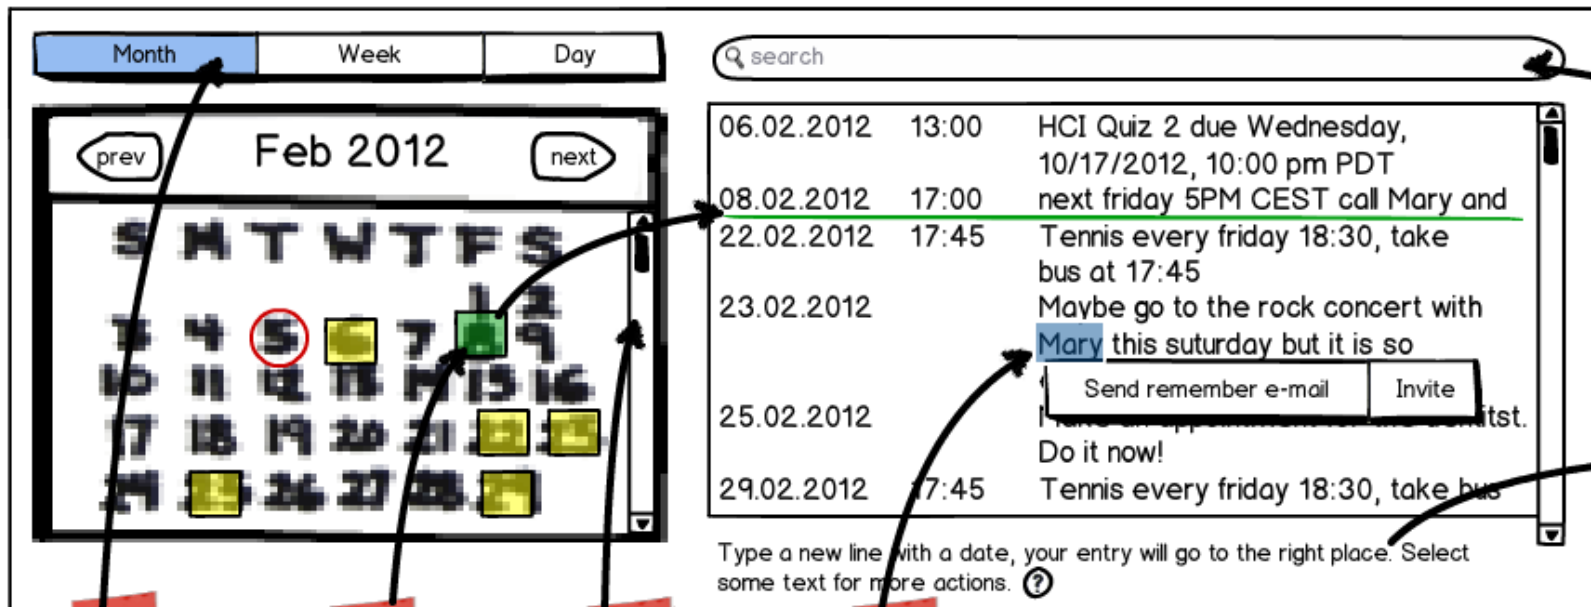 Month Week Day
search
prev Feb 2012 next
S M T W T F S
1 2
3 4 5 6 7 8 9
10 11 12 13 14 15 16
17 18 19 20 21 22 23
24 25 26 27 28 29
06.02.2012 13:00 HCI Quiz 2 due Wednesday,
10/17/2012, 10:00 pm PDT
08.02.2012 17:00 next friday 5PM CEST call Mary and
22.02.2012 17:45 Tennis every friday 18:30, take
bus at 17:45
23.02.2012 Maybe go to the rock concert with
Mary this suturday but it is so
Send remember e-mail Invite
25.02.2012
Do it now!
29.02.2012 17:45 Tennis every friday 18:30, take bus
Type a new line with a date, your entry will go to the right place. Select
some text for more actions. ?